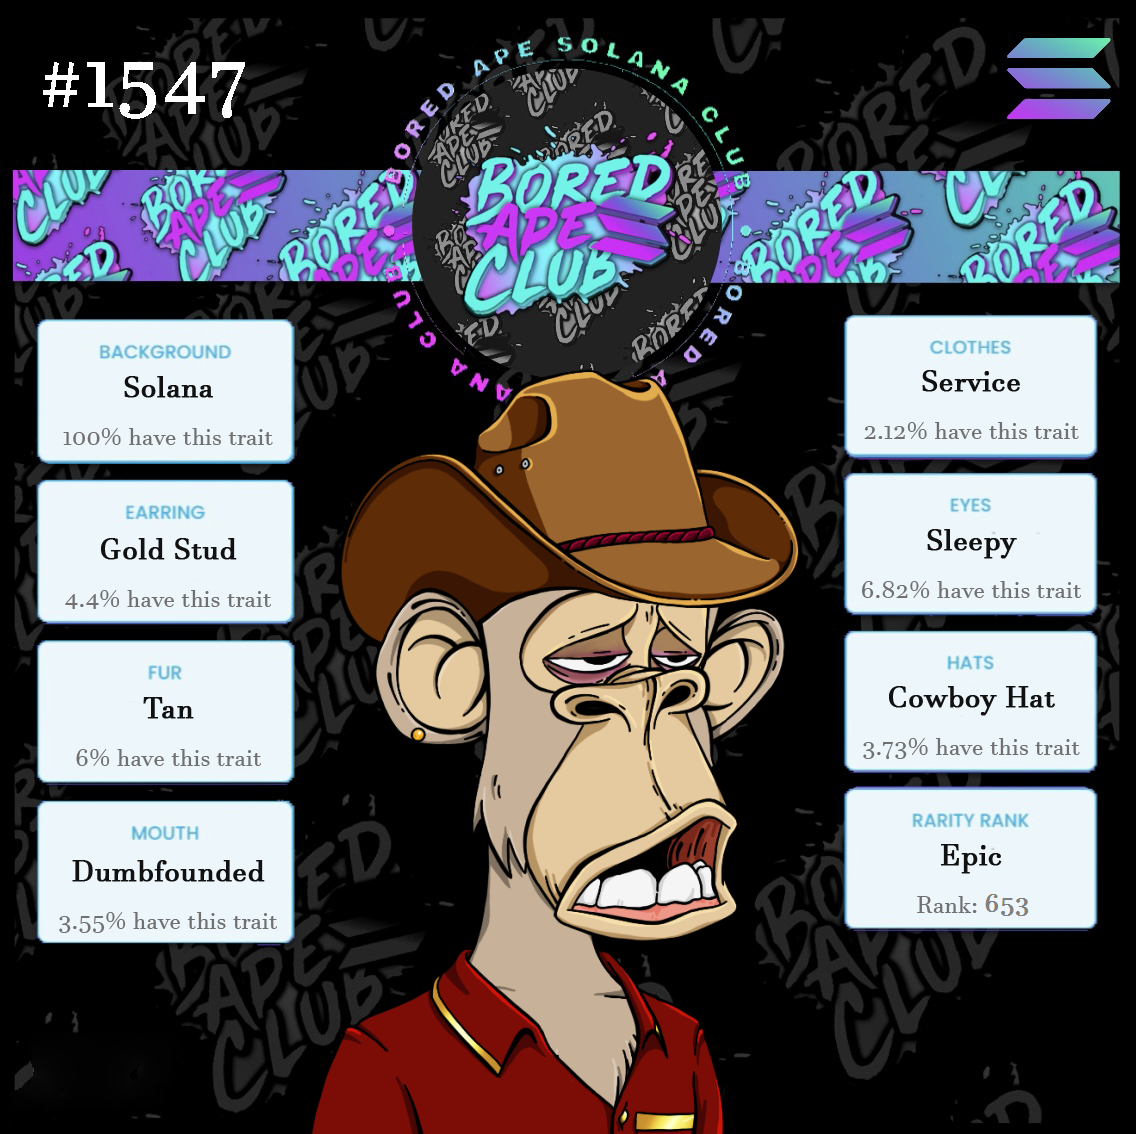 #1547
BORED APE SOLANA CLUB
BORED
APE
CLUB
BACKGROUND
Solana
100% have this trait
EARRING
Gold Stud
4.4% have this trait
FUR
Tan
6% have this trait
MOUTH
Dumbfounded
3.55% have this trait
CLOTHES
Service
2.12% have this trait
EYES
Sleepy
6.82% have this trait
HATS
Cowboy Hat
3.73% have this trait
RARITY RANK
Epic
Rank: 653